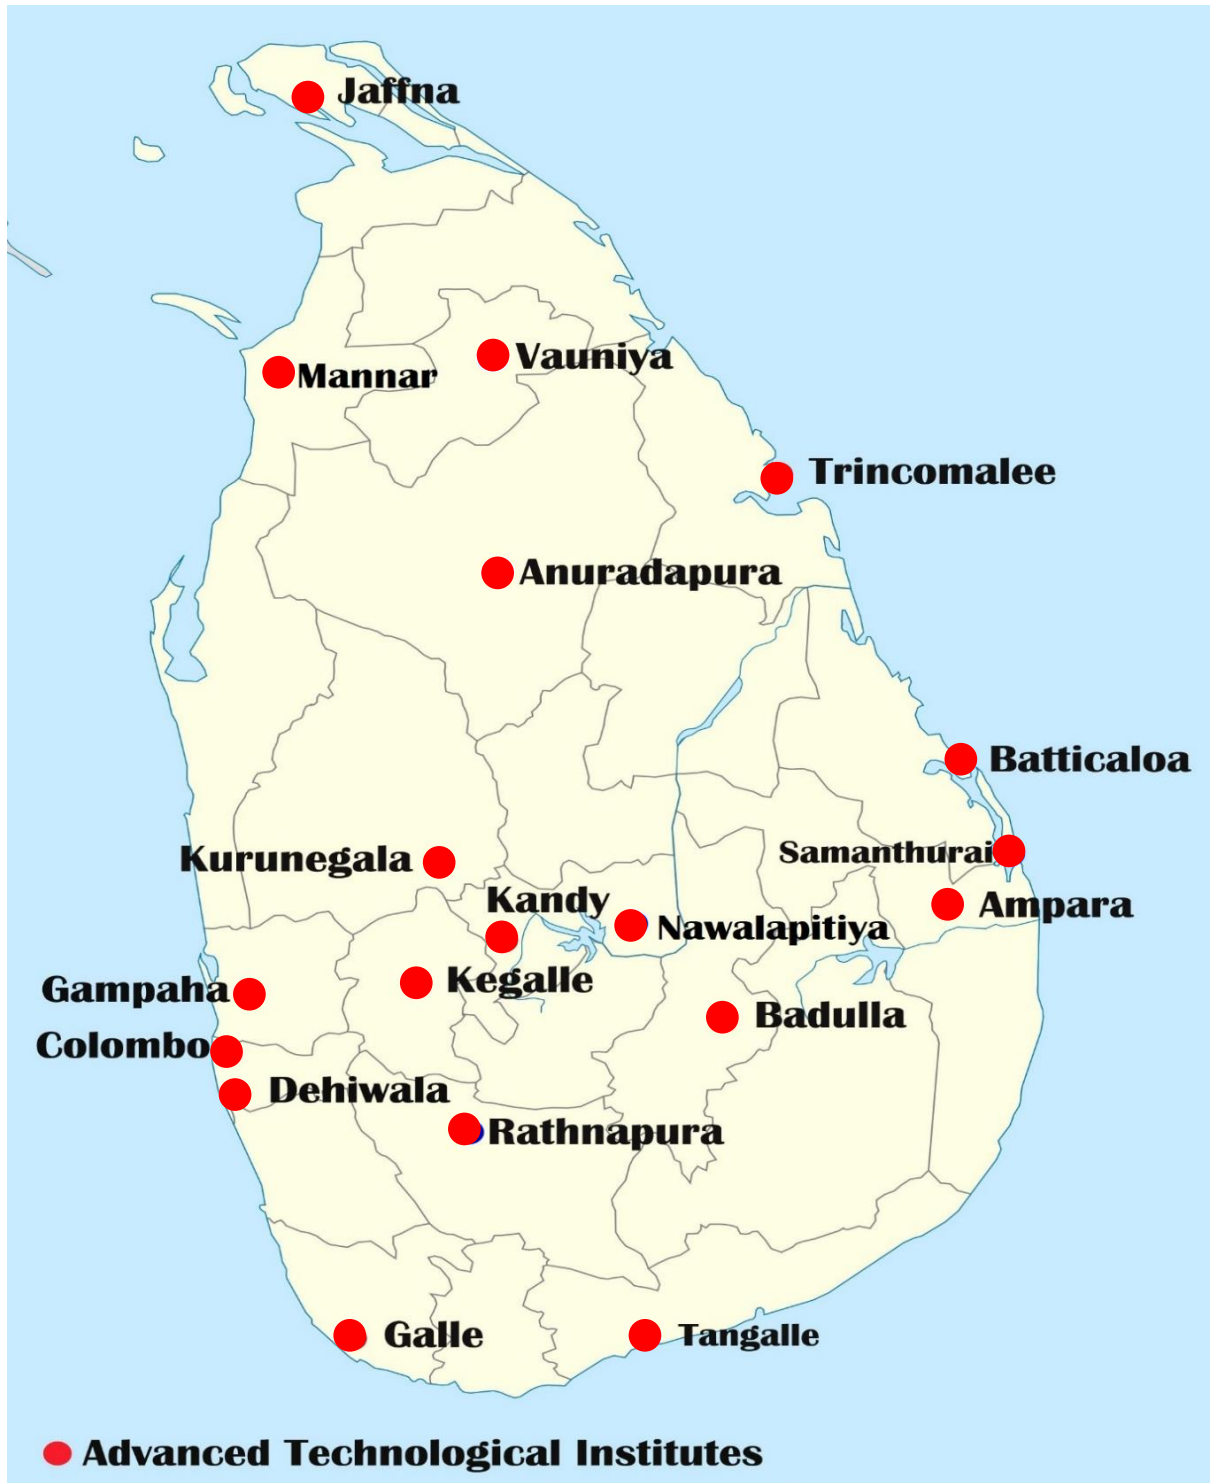 Jaffna
Vauniya
Mannar
Trincomalee
Anuradapura
Batticaloa
Samanthurai
Kurunegala
Kandy
Ampara
Nawalapitiya
Kegalle
Gampaha
Badulla
Colombo
Dehiwala
Rathnapura
Galle
Tangalle
Advanced Technological Institutes